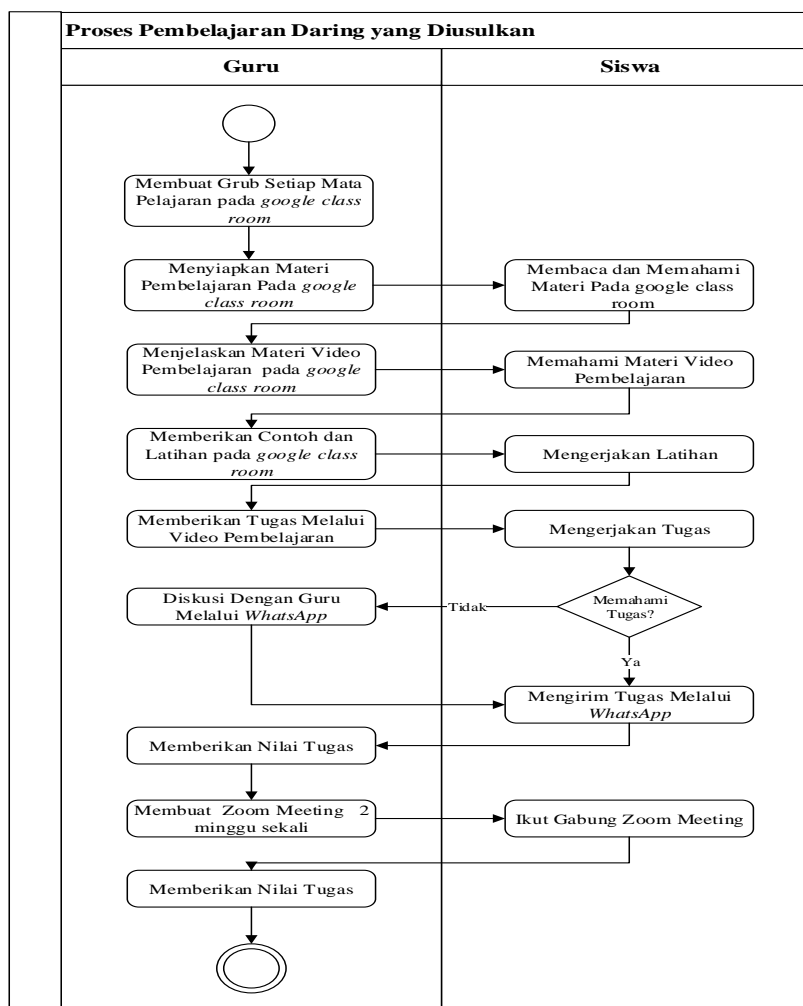 Proses Pembelajaran Daring yang Diusulkan
Guru
Siswa
Membuat Grub Setiap Mata
Pelajaran pada google class
room
Menyiapkan Materi
Pembelajaran Pada google
class room
Membaca dan Memahami
Materi Pada google class
room
Menjelaskan Materi Video
Pembelajaran pada google
class room
Memahami Materi Video
Pembelajaran
Memberikan Contoh dan
Latihan pada google class
room
Mengerjakan Latihan
Memberikan Tugas Melalui
Video Pembelajaran
Mengerjakan Tugas
Memahami
Tugas?
Tidak
Diskusi Dengan Guru
Melalui WhatsApp
Ya
Mengirim Tugas Melalui
WhatsApp
Memberikan Nilai Tugas
Membuat Zoom Meeting 2
minggu sekali
Ikut Gabung Zoom Meeting
Memberikan Nilai Tugas